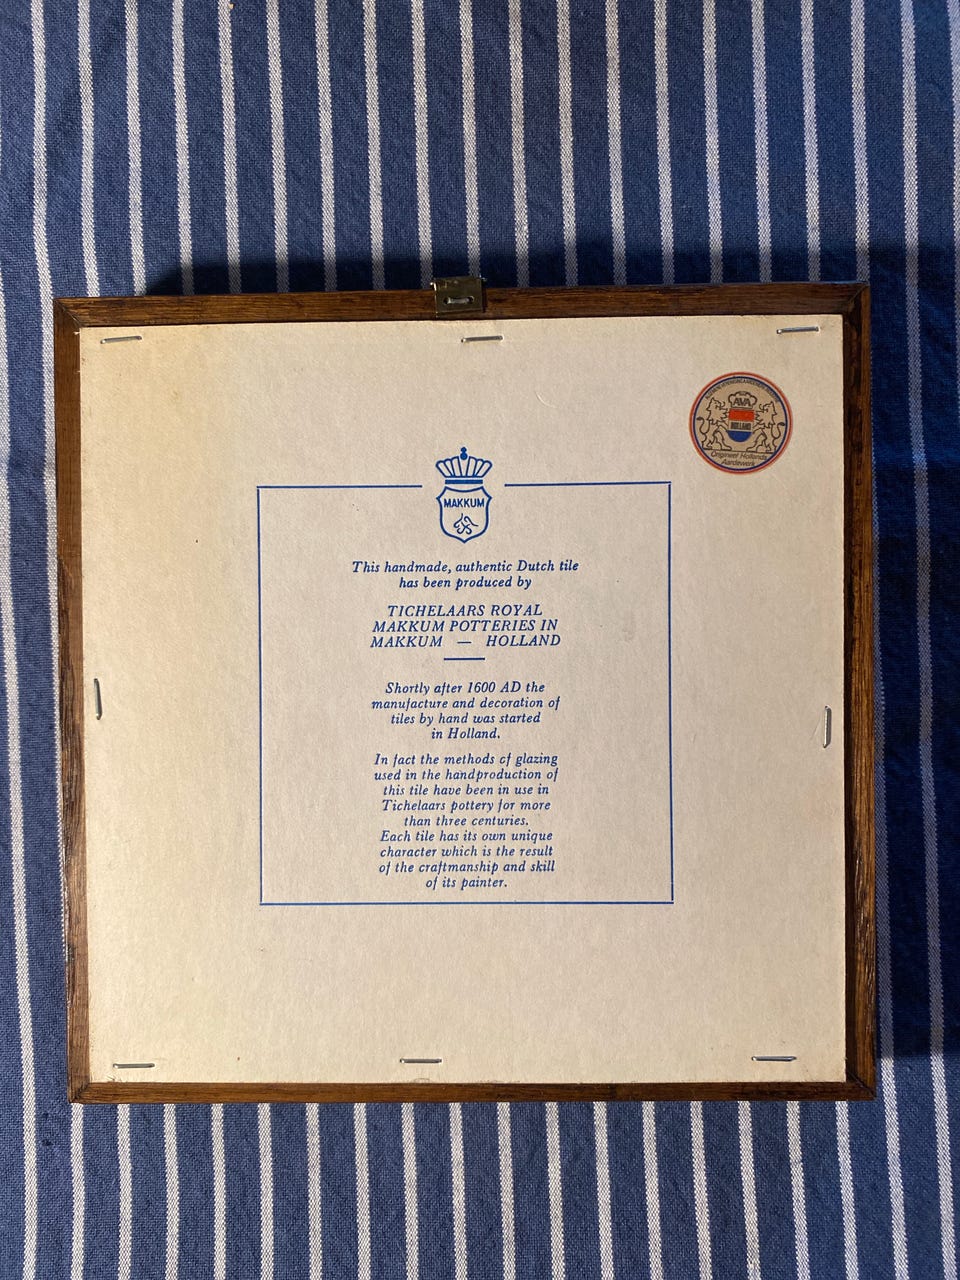 AVA
HOLLAND
Origineel Hollands
Aardewerk
MAKKUM
This handmade, authentic Dutch tile
has been produced by
TICHELAARS ROYAL
MAKKUM POTTERIES IN
MAKKUM — HOLLAND
Shortly after 1600 AD the
manufacture and decoration of
tiles by hand was started
in Holland.
In fact the methods of glazing
used in the handproduction of
this tile have been in use in
Tichelaars pottery for more
than three centuries.
Each tile has its own unique
character which is the result
of the craftmanship and skill
of its painter.